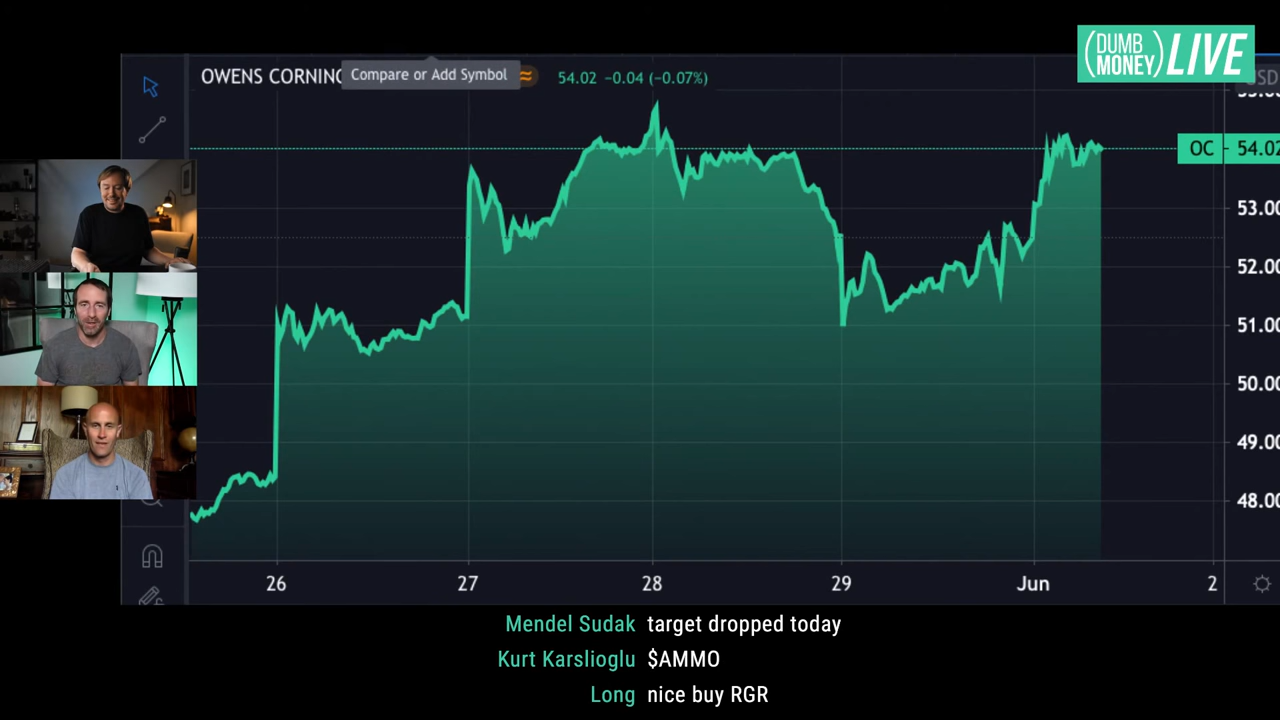 (DUMB MONEY) LIVE
OWENS CORNING
Compare or Add Symbol
≈
54.02 −0.04 (−0.07%)
USD
OC
54.02
53.00
52.00
51.00
50.00
49.00
48.00
26
27
28
29
Jun
2
Mendel Sudak target dropped today
Kurt Karslioglu $AMMO
Long nice buy RGR